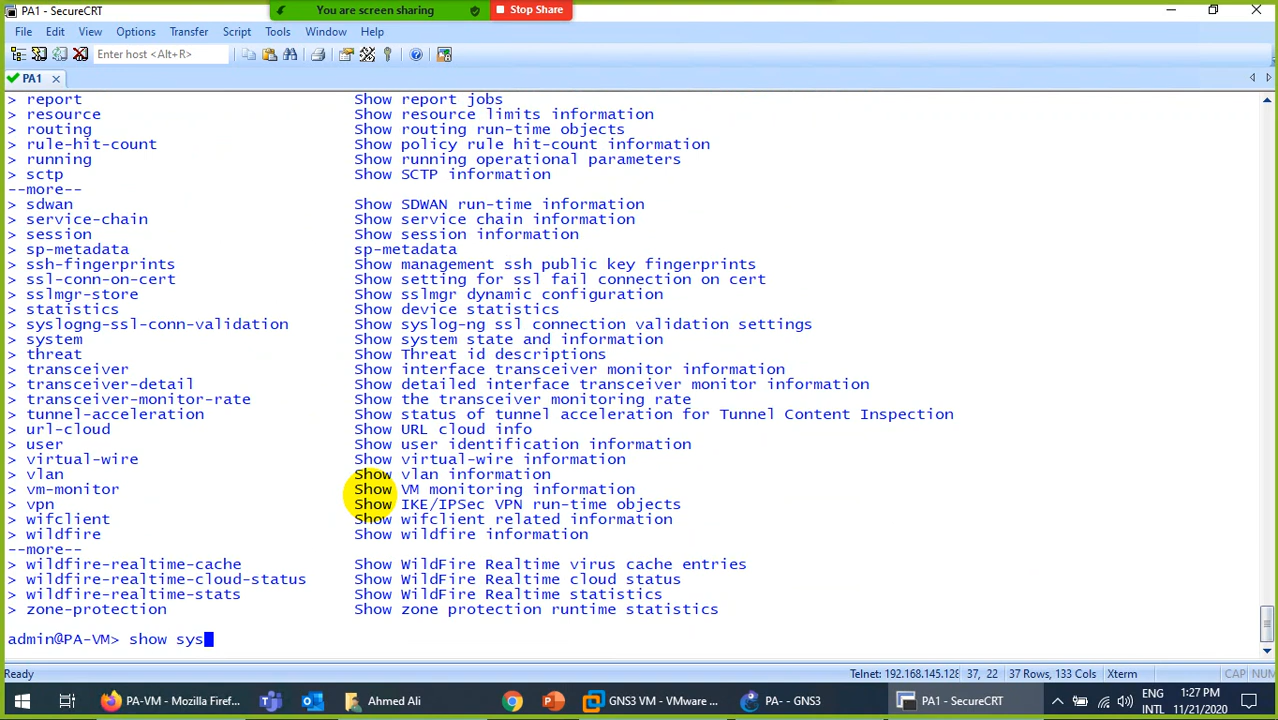 PA1 - SecureCRT
You are screen sharing
Stop Share
File Edit View Options Transfer Script Tools Window Help
Enter host <Alt+R>
PA1
> report Show report jobs
> resource Show resource limits information
> routing Show routing run-time objects
> rule-hit-count Show policy rule hit-count information
> running Show running operational parameters
> sctp Show SCTP information
--more--
> sdwan Show SDWAN run-time information
> service-chain Show service chain information
> session Show session information
> sp-metadata sp-metadata
> ssh-fingerprints Show management ssh public key fingerprints
> ssl-conn-on-cert Show setting for ssl fail connection on cert
> sslmgr-store Show sslmgr dynamic configuration
> statistics Show device statistics
> syslogng-ssl-conn-validation Show syslog-ng ssl connection validation settings
> system Show system state and information
> threat Show Threat id descriptions
> transceiver Show interface transceiver monitor information
> transceiver-detail Show detailed interface transceiver monitor information
> transceiver-monitor-rate Show the transceiver monitoring rate
> tunnel-acceleration Show status of tunnel acceleration for Tunnel Content Inspection
> url-cloud Show URL cloud info
> user Show user identification information
> virtual-wire Show virtual-wire information
> vlan Show vlan information
> vm-monitor Show VM monitoring information
> vpn Show IKE/IPSec VPN run-time objects
> wifclient Show wifclient related information
> wildfire Show wildfire information
--more--
> wildfire-realtime-cache Show WildFire Realtime virus cache entries
> wildfire-realtime-cloud-status Show WildFire Realtime cloud status
> wildfire-realtime-stats Show WildFire Realtime statistics
> zone-protection Show zone protection runtime statistics
admin@PA-VM> show sys
Ready Telnet: 192.168.145.128 37, 22 37 Rows, 133 Cols Xterm CAP NUM
PA-VM - Mozilla Firef... Ahmed Ali GNS3 VM - VMware ... PA- - GNS3 PA1 - SecureCRT ENG 1:27 PM
INTL 11/21/2020